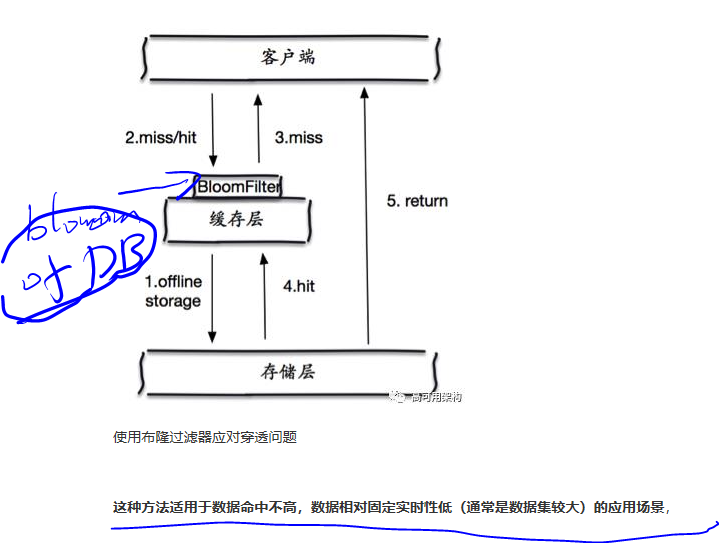 客户端
2.miss/hit
3.miss
BloomFilter
5. return
缓存层
bloom
of DB
1.offline
storage
4.hit
存储层
高可用架构
使用布隆过滤器应对穿透问题
这种方法适用于数据命中不高，数据相对固定实时性低（通常是数据集较大）的应用场景，